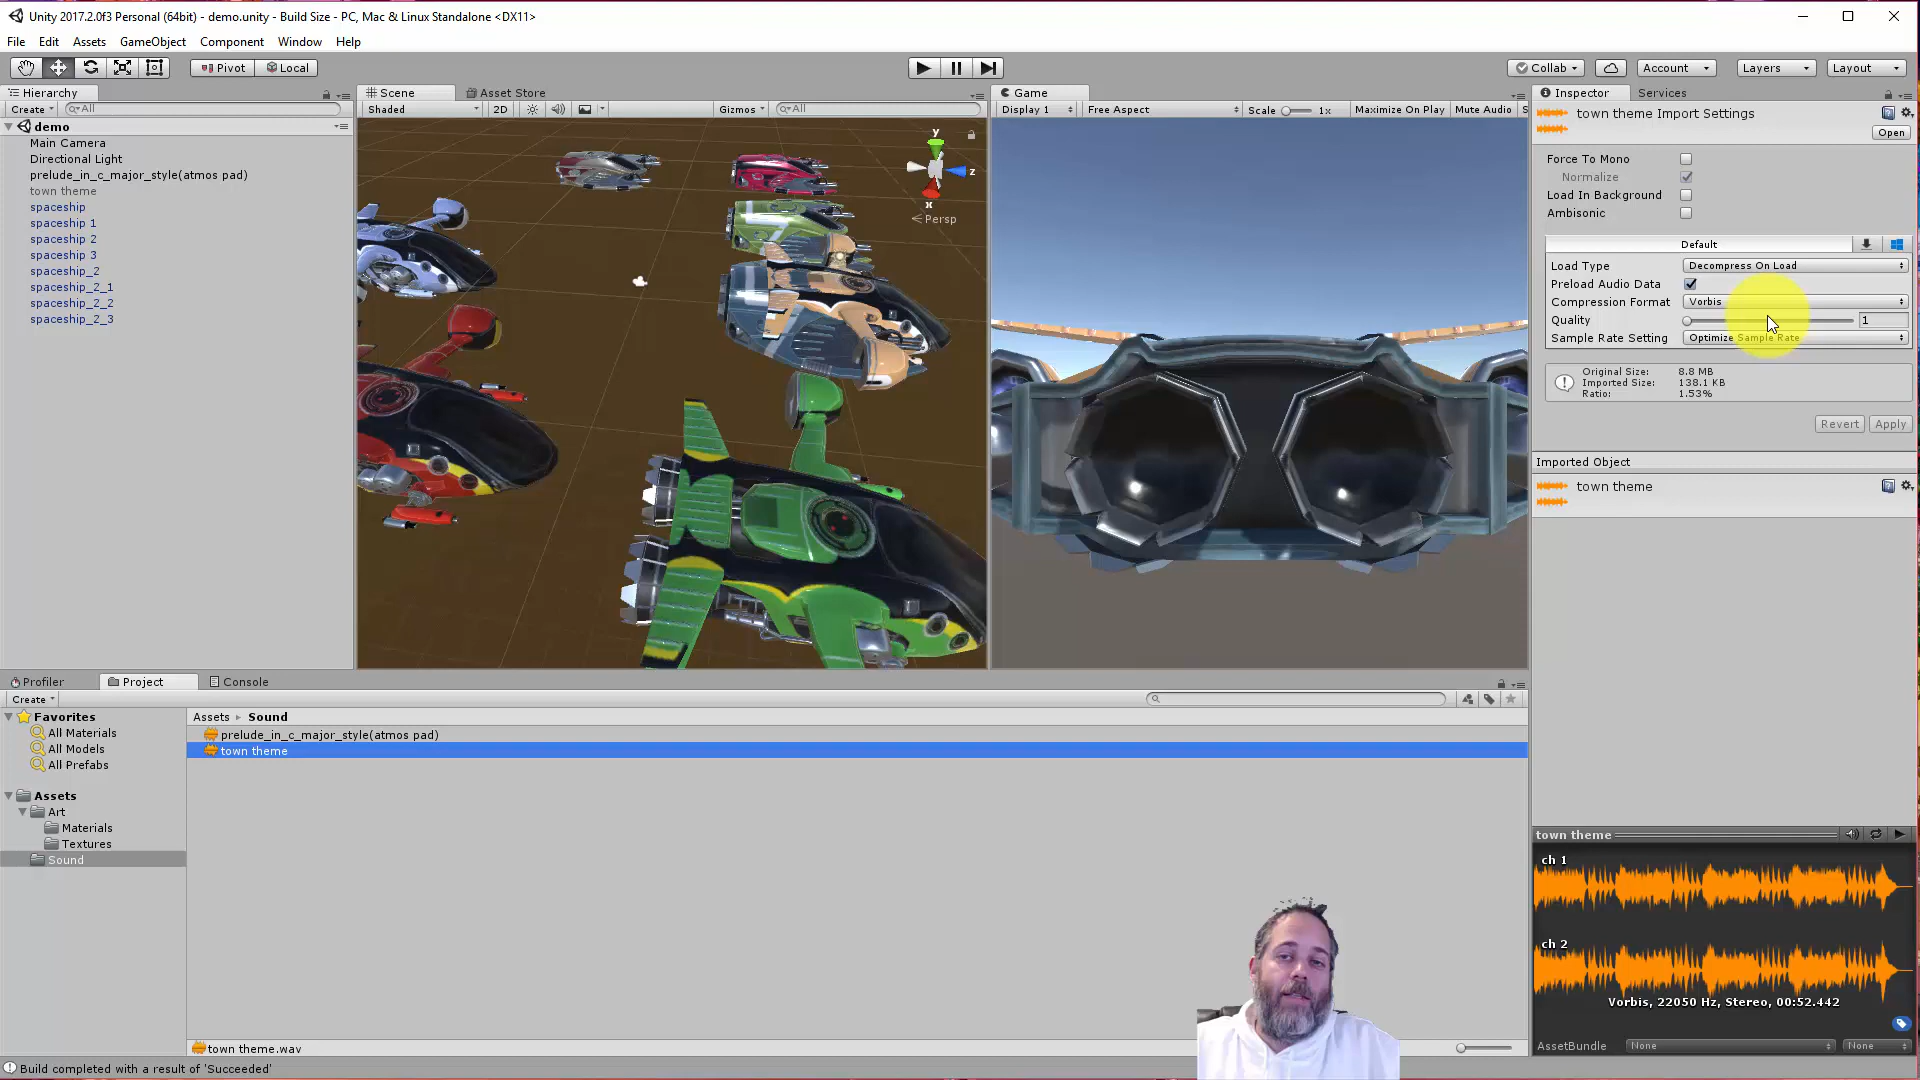 Unity 2017.2.0f3 Personal (64bit) - demo.unity - Build Size - PC, Mac & Linux Standalone <DX11>
File Edit Assets GameObject Component Window Help
Pivot Local Collab Account Layers Layout
Hierarchy Scene Asset Store Game Inspector Services
Create All Shaded 2D Gizmos All Display 1 Free Aspect Scale 1x Maximize On Play Mute Audio S
demo
Main Camera
Directional Light
prelude_in_c_major_style(atmos pad)
town theme
spaceship
spaceship 1
spaceship 2
spaceship 3
spaceship_2
spaceship_2_1
spaceship_2_2
spaceship_2_3
y
z
x
Persp
town theme Import Settings
Open
Force To Mono
Normalize
Load In Background
Ambisonic
Default
Load Type Decompress On Load
Preload Audio Data
Compression Format Vorbis
Quality 1
Sample Rate Setting Optimize Sample Rate
Original Size: 8.8 MB
Imported Size: 138.1 KB
Ratio: 1.53%
Revert Apply
Imported Object
town theme
Profiler Project Console
Create
Favorites
All Materials
All Models
All Prefabs
Assets
Art
Materials
Textures
Sound
Assets Sound
prelude_in_c_major_style(atmos pad)
town theme
town theme.wav
town theme
ch 1
ch 2
Vorbis, 22050 Hz, Stereo, 00:52.442
AssetBundle None None
Build completed with a result of 'Succeeded'